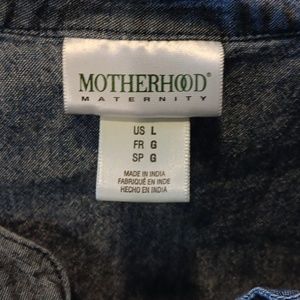 MOTHERHOOD®
MATERNITY
US L
FR G
SP G
MADE IN INDIA
FABRIQUÉ EN INDE
HECHO EN INDIA